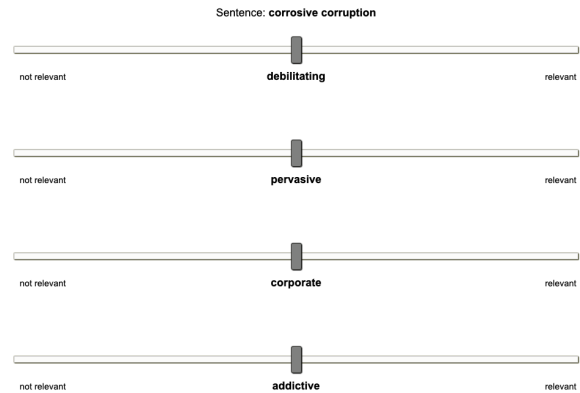 Sentence: corrosive corruption
not relevant debilitating relevant
not relevant pervasive relevant
not relevant corporate relevant
not relevant addictive relevant